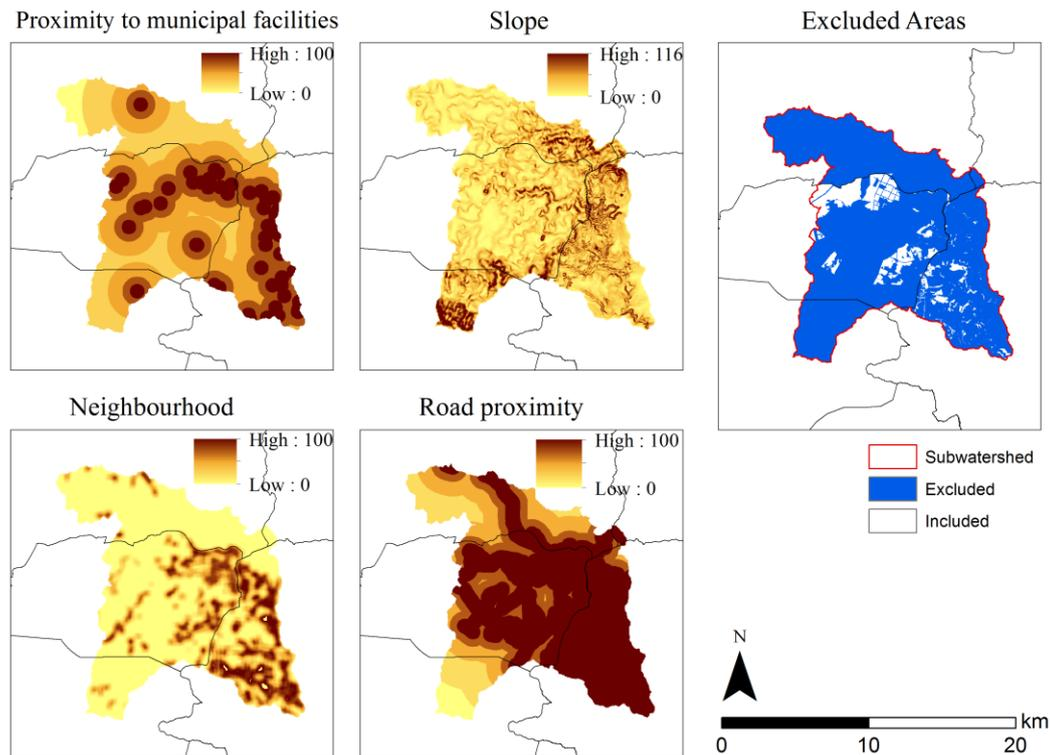 Proximity to municipal facilities
High : 100
Low : 0
Slope
High : 116
Low : 0
Excluded Areas
Neighbourhood
High : 100
Low : 0
Road proximity
High : 100
Low : 0
Subwatershed
Excluded
Included
N
km
0 10 20